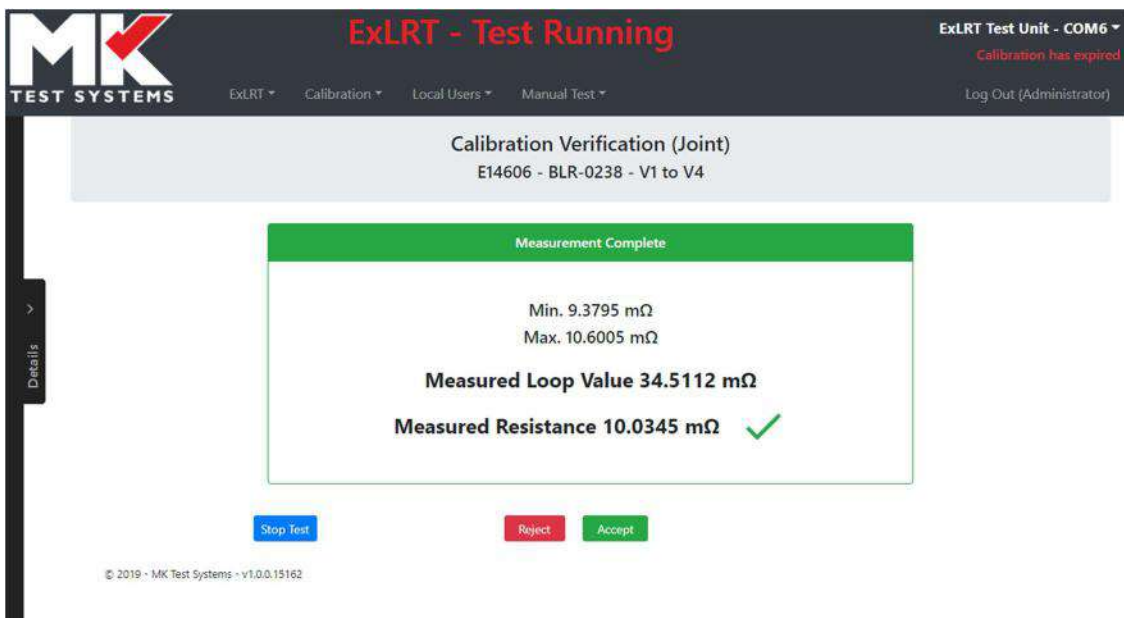 MK
TEST SYSTEMS
ExLRT - Test Running
ExLRT Test Unit - COM6
Calibration has expired
ExLRT
Calibration
Local Users
Manual Test
Log Out (Administrator)
Calibration Verification (Joint)
E14606 - BLR-0238 - V1 to V4
Details
Measurement Complete
Min. 9.3795 mΩ
Max. 10.6005 mΩ
Measured Loop Value 34.5112 mΩ
Measured Resistance 10.0345 mΩ
Stop Test
Reject
Accept
© 2019 - MK Test Systems - v1.0.0.15162